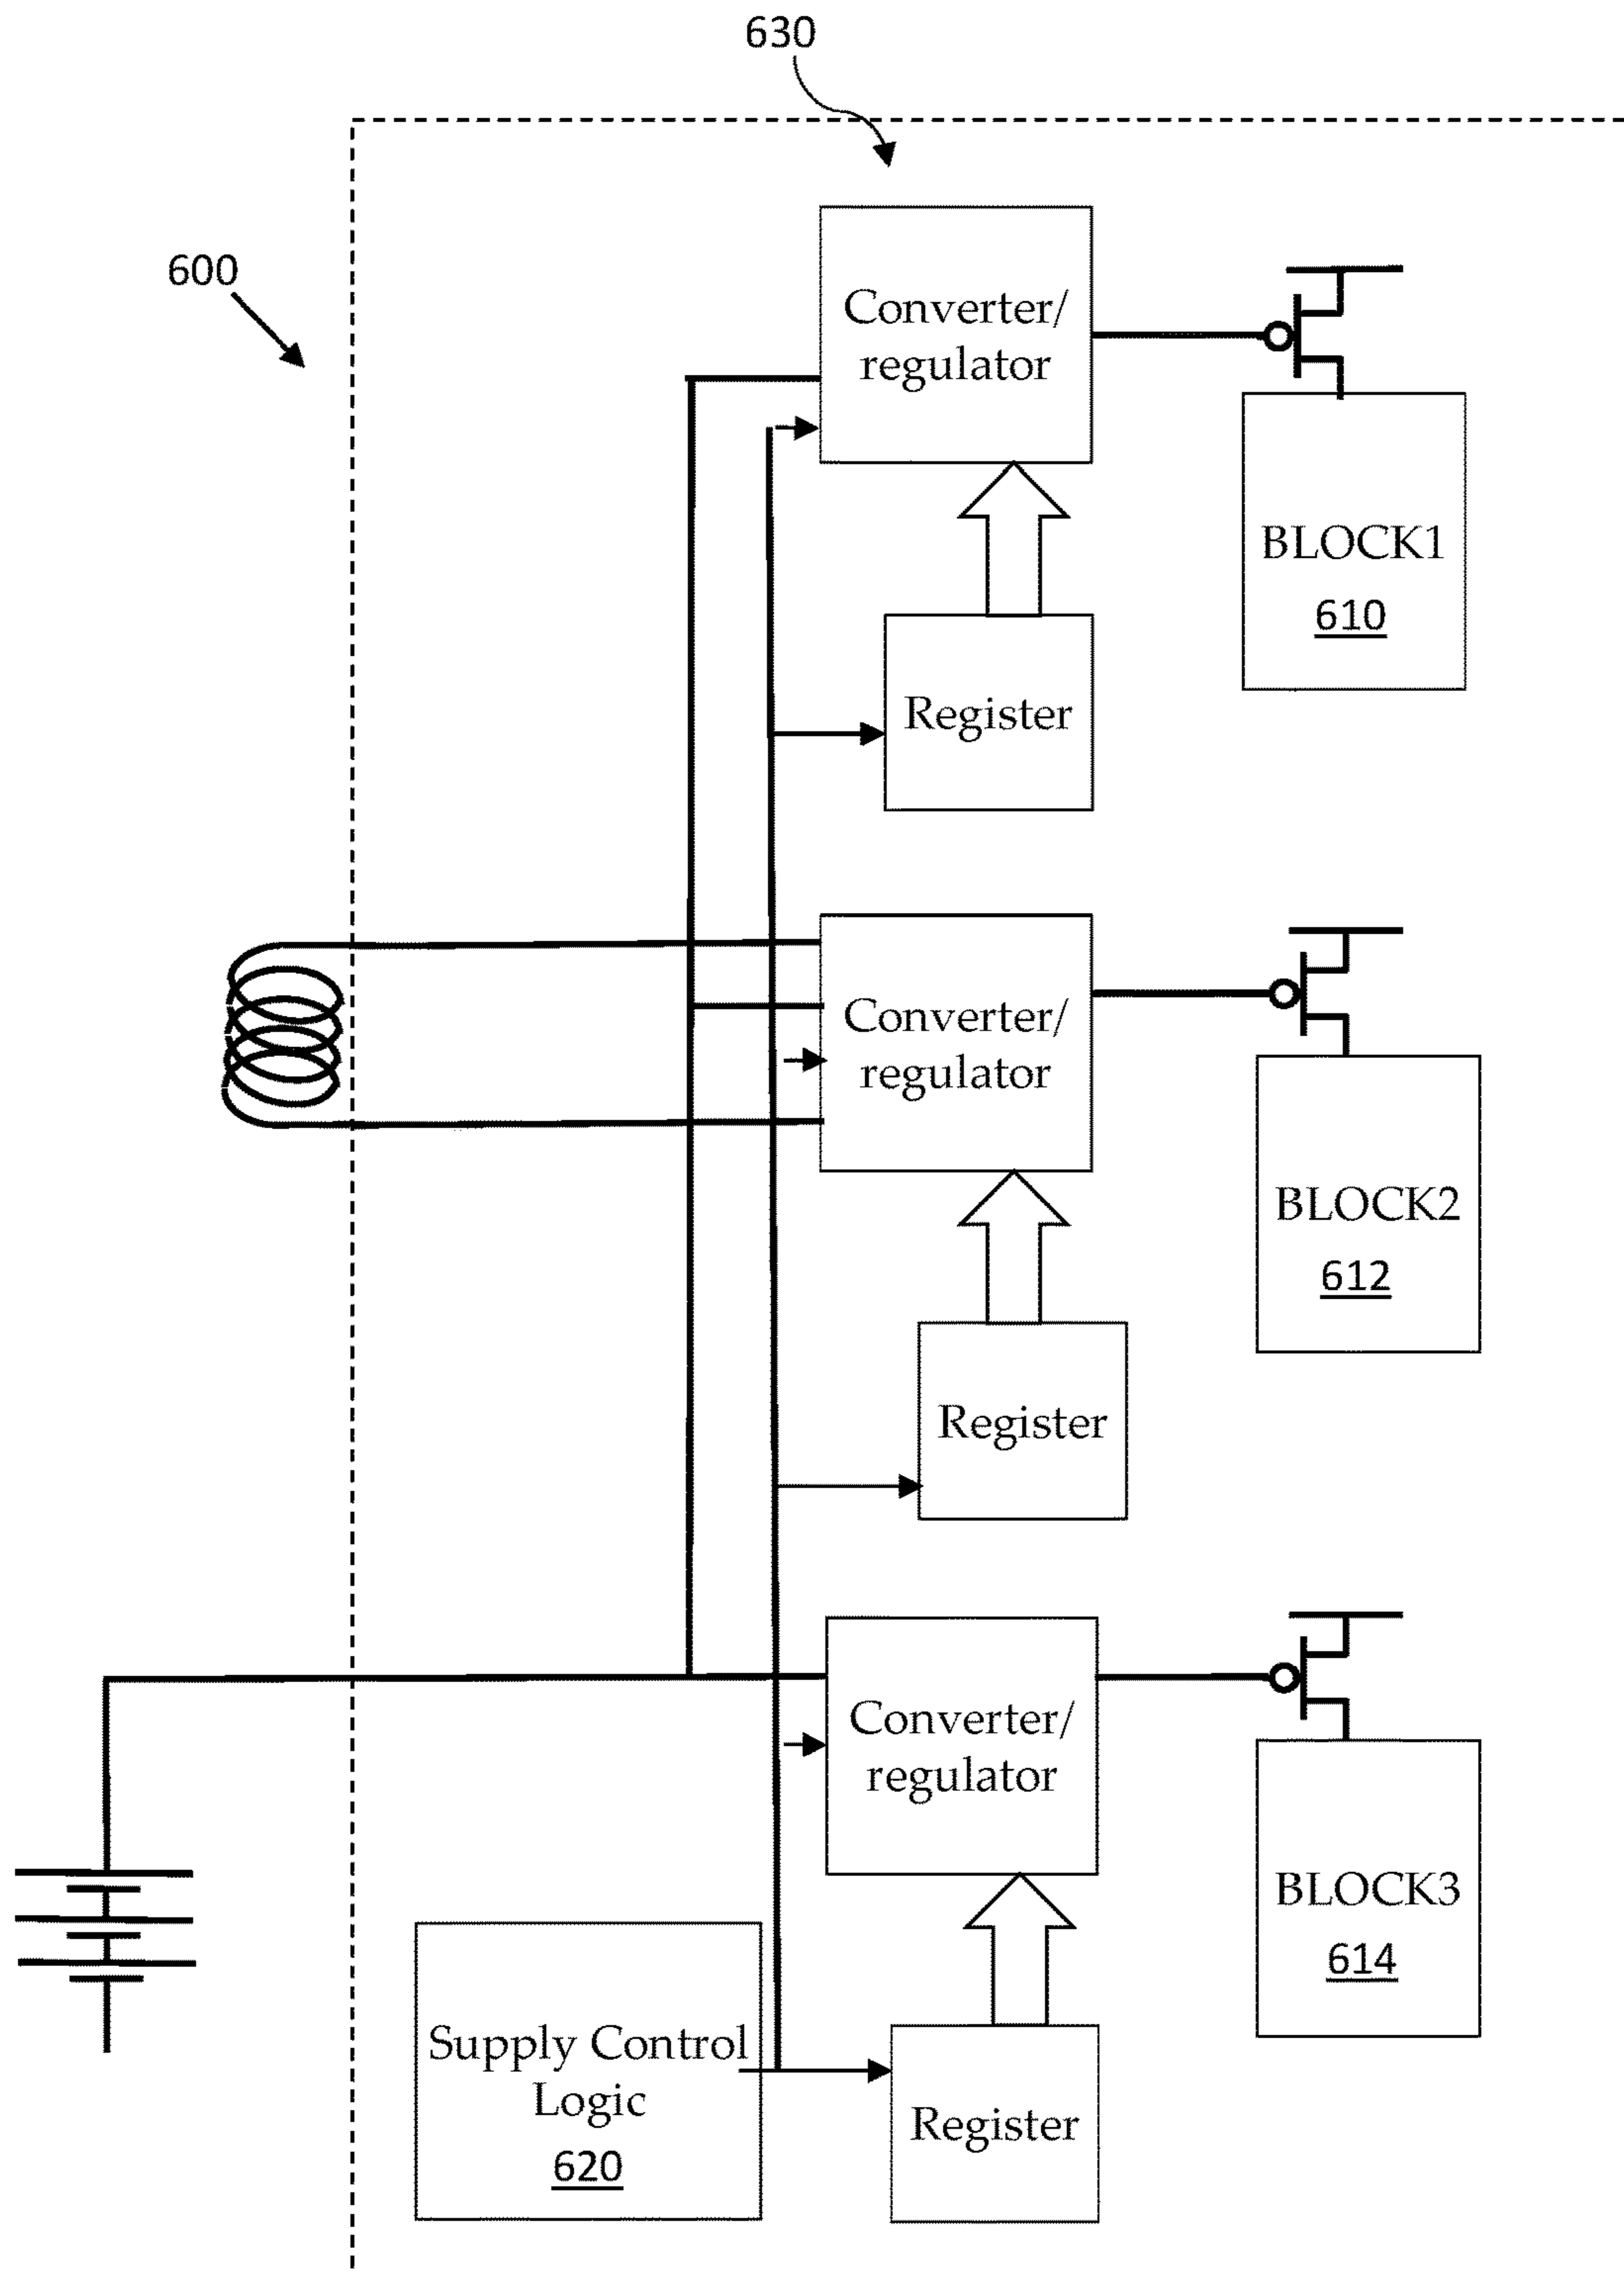 630
600
Converter/
regulator
BLOCK1
610
Register
Converter/
regulator
BLOCK2
612
Register
Converter/
regulator
BLOCK3
614
Supply Control
Logic
620
Register